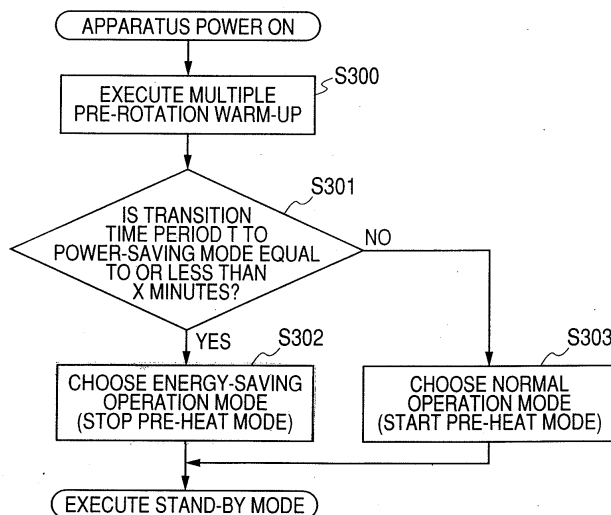 APPARATUS POWER ON
S300
EXECUTE MULTIPLE
PRE-ROTATION WARM-UP
S301
IS TRANSITION
TIME PERIOD T TO
POWER-SAVING MODE EQUAL
TO OR LESS THAN
X MINUTES?
NO
YES
S302
CHOOSE ENERGY-SAVING
OPERATION MODE
(STOP PRE-HEAT MODE)
S303
CHOOSE NORMAL
OPERATION MODE
(START PRE-HEAT MODE)
EXECUTE STAND-BY MODE